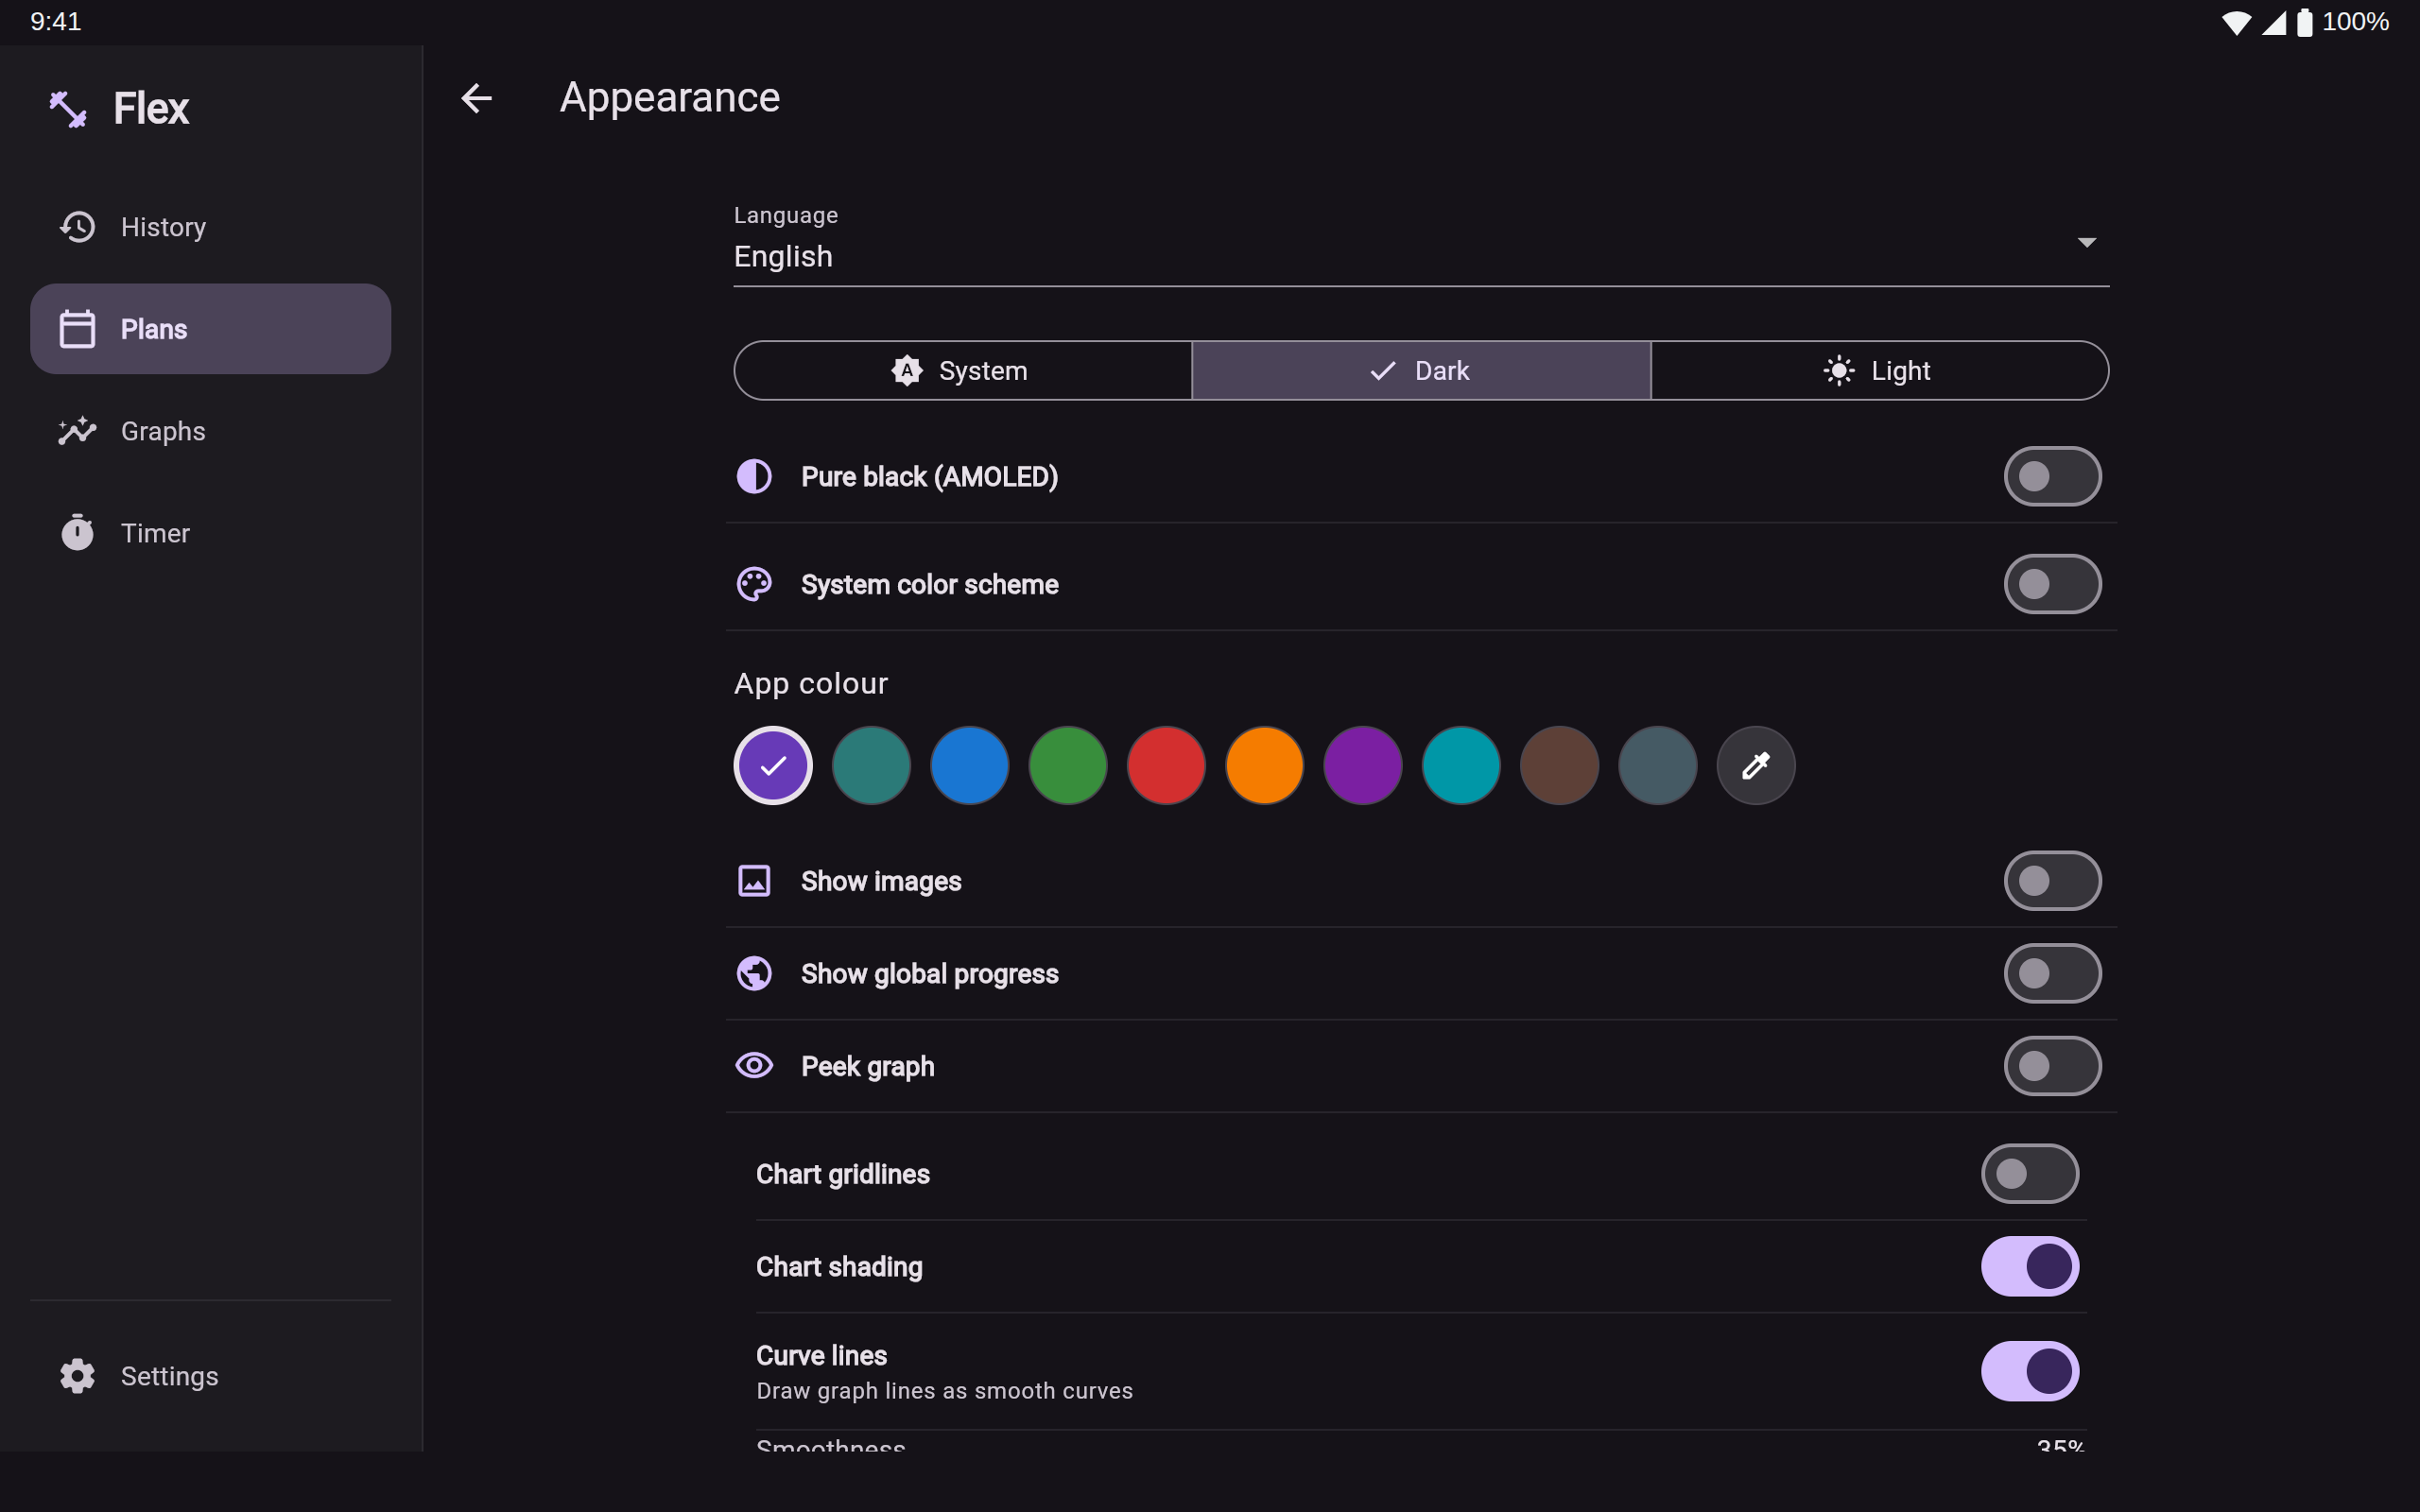 9:41
100%
Flex
Appearance
History
Plans
Graphs
Timer
Settings
Language
English
System
Dark
Light
Pure black (AMOLED)
System color scheme
App colour
Show images
Show global progress
Peek graph
Chart gridlines
Chart shading
Curve lines
Draw graph lines as smooth curves
Smoothness
35%